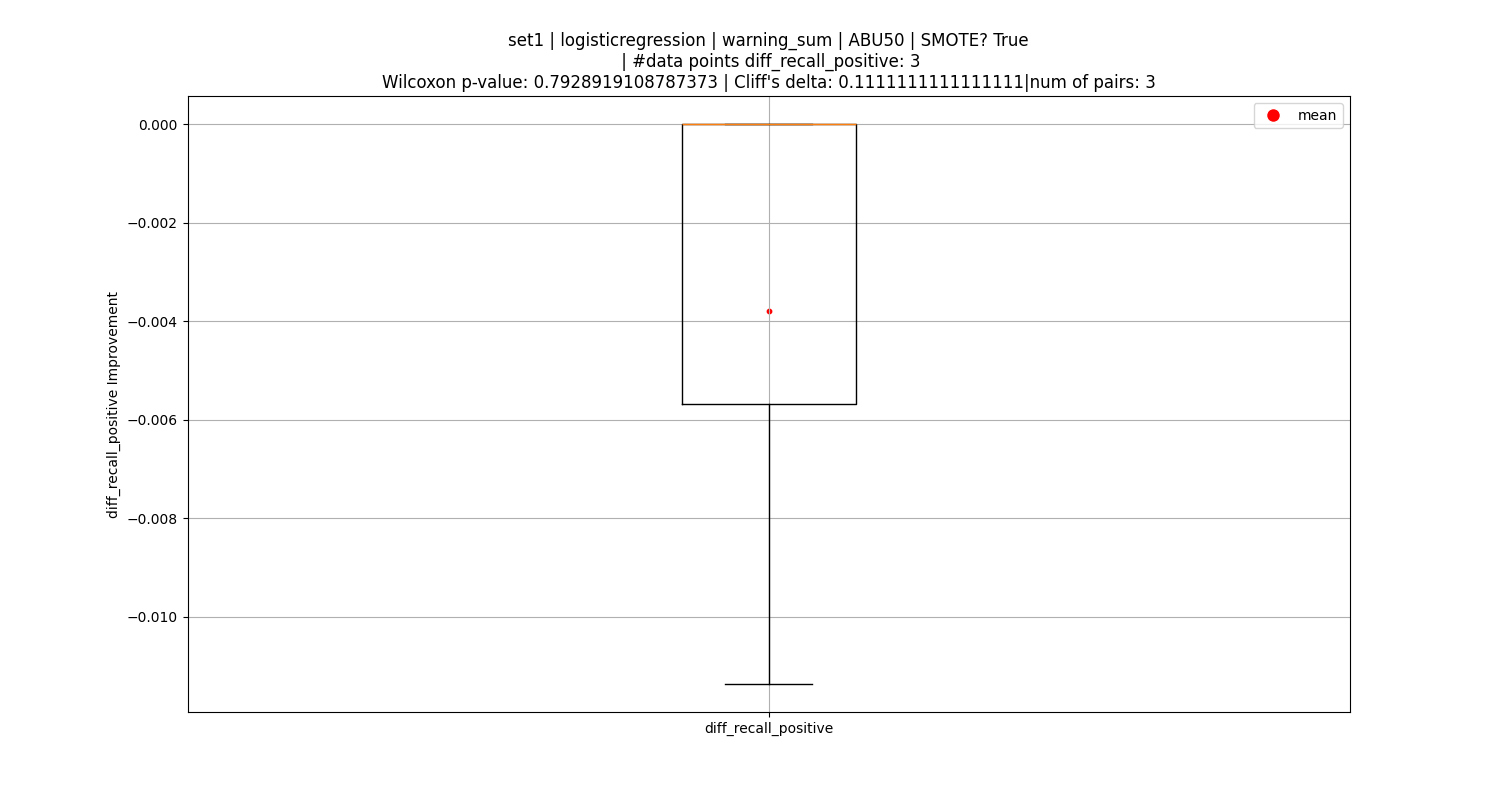 set1 | logisticregression | warning_sum | ABU50 | SMOTE? True
| #data points diff_recall_positive: 3
Wilcoxon p-value: 0.7928919108787373 | Cliff's delta: 0.1111111111111111|num of pairs: 3
mean
0.000
−0.002
−0.004
−0.006
−0.008
−0.010
diff_recall_positive Improvement
diff_recall_positive